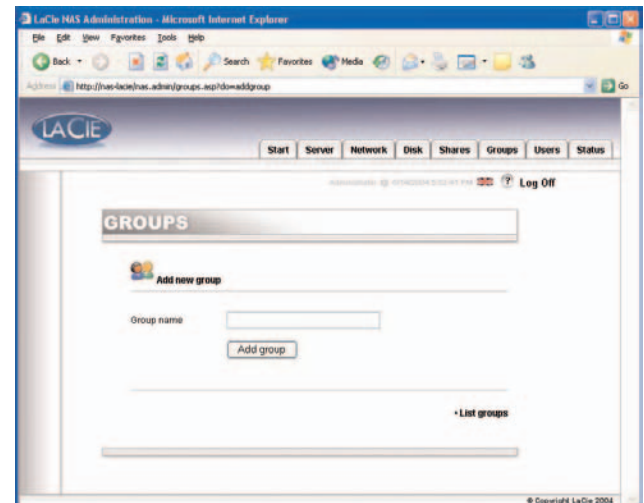 LaCie NAS Administration - Microsoft Internet Explorer
File Edit View Favorites Tools Help
Back Search Favorites Media
Address http://nas-lacie/nas.admin/groups.asp?do=addgroup Go
LACIE
Start Server Network Disk Shares Groups Users Status
? Log Off
GROUPS
Add new group
Group name
Add group
• List groups
© Copyright LaCie 2004